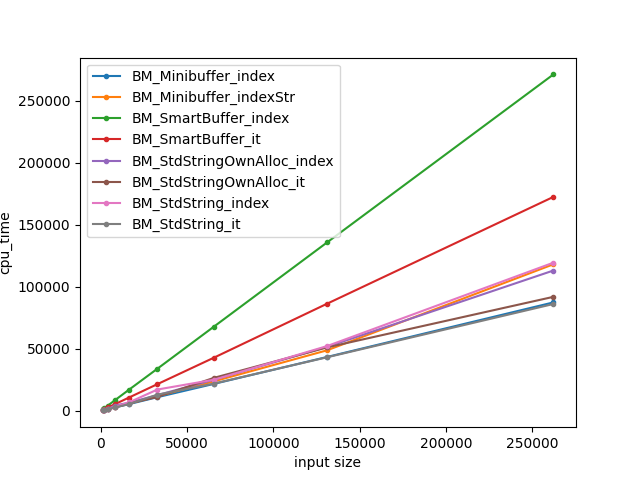 BM_Minibuffer_index
BM_Minibuffer_indexStr
BM_SmartBuffer_index
BM_SmartBuffer_it
BM_StdStringOwnAlloc_index
BM_StdStringOwnAlloc_it
BM_StdString_index
BM_StdString_it
cpu_time
250000
200000
150000
100000
50000
0
0 50000 100000 150000 200000 250000
input size